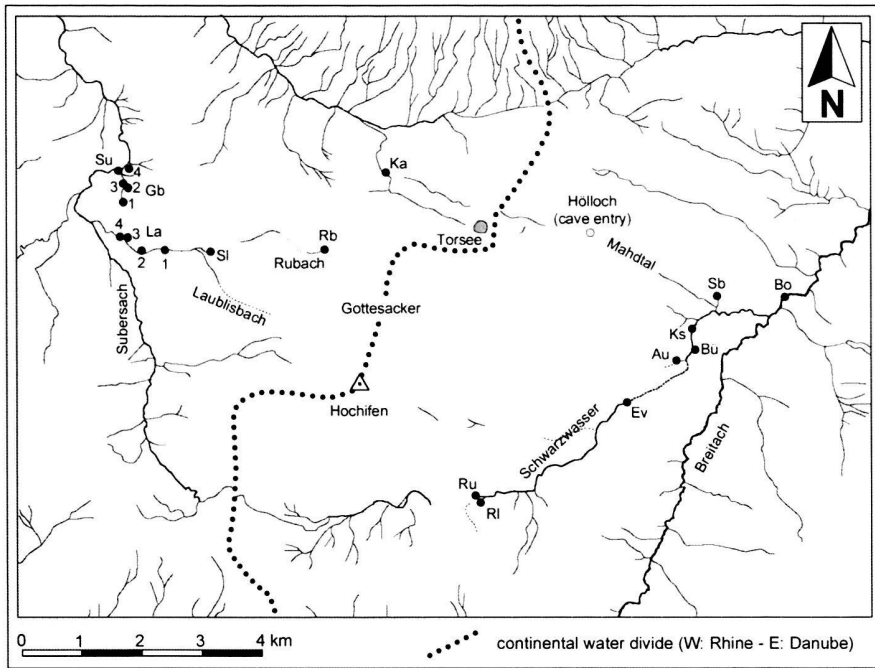 N
Su
4
3
2
Gb
1
Ka
Hölloch
(cave entry)
4
3
La
2
1
Sl
Rb
Rubach
Torsee
Mahdtal
Laublisbach
Subersach
Gottesacker
Sb
Bo
Ks
Au
Bu
Hochifen
Ev
Schwarzwasser
Breitach
Ru
Rl
0 1 2 3 4 km
continental water divide (W: Rhine - E: Danube)